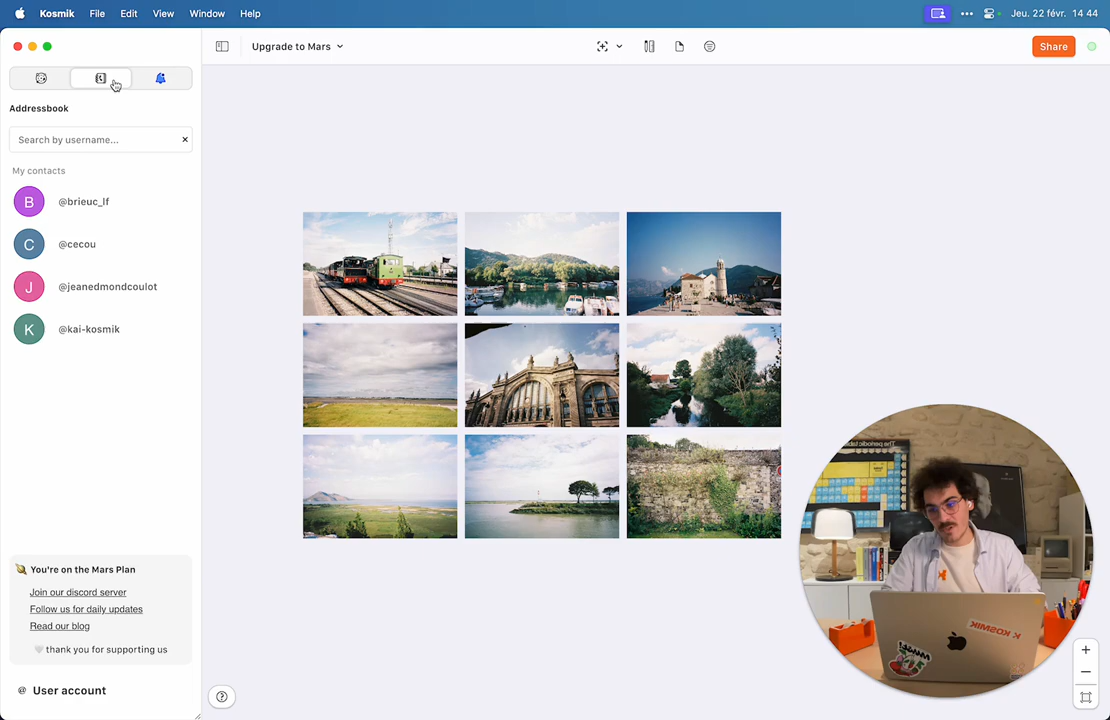 Kosmik File Edit View Window Help
Jeu. 22 févr. 14 44
Upgrade to Mars
Share
Addressbook
Search by username...
My contacts
B @brieuc_lf
C @cecou
J @jeanedmondcoulot
K @kai-kosmik
You're on the Mars Plan
Join our discord server
Follow us for daily updates
Read our blog
🤍 thank you for supporting us
@ User account
KOSMIK